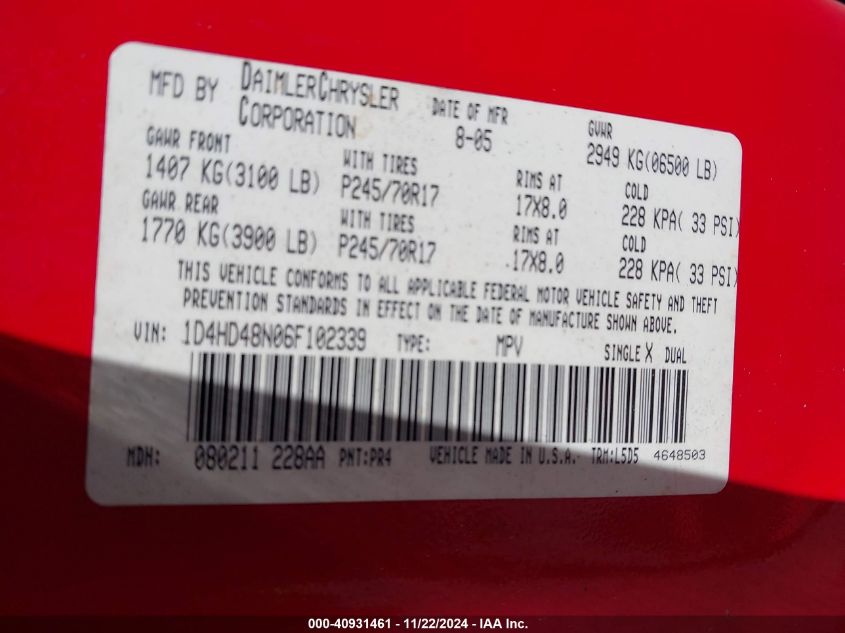 MFD BY DAIMLERCHRYSLER CORPORATION DATE OF MFR 8-05 GVWR 2949 KG(06500 LB)
GAWR FRONT WITH TIRES RIMS AT COLD
1407 KG(3100 LB) P245/70R17 17X8.0 228 KPA( 33 PSI)
GAWR REAR WITH TIRES RIMS AT COLD
1770 KG(3900 LB) P245/70R17 17X8.0 228 KPA( 33 PSI)
THIS VEHICLE CONFORMS TO ALL APPLICABLE FEDERAL MOTOR VEHICLE SAFETY AND THEFT
PREVENTION STANDARDS IN EFFECT ON THE DATE OF MANUFACTURE SHOWN ABOVE.
VIN: 1D4HD48N06F102339 TYPE: MPV SINGLE X DUAL
MDH: 080211 228AA PNT:PR4 VEHICLE MADE IN U.S.A. TRM:L5D5 4648503
000-40931461 - 11/22/2024 - IAA Inc.